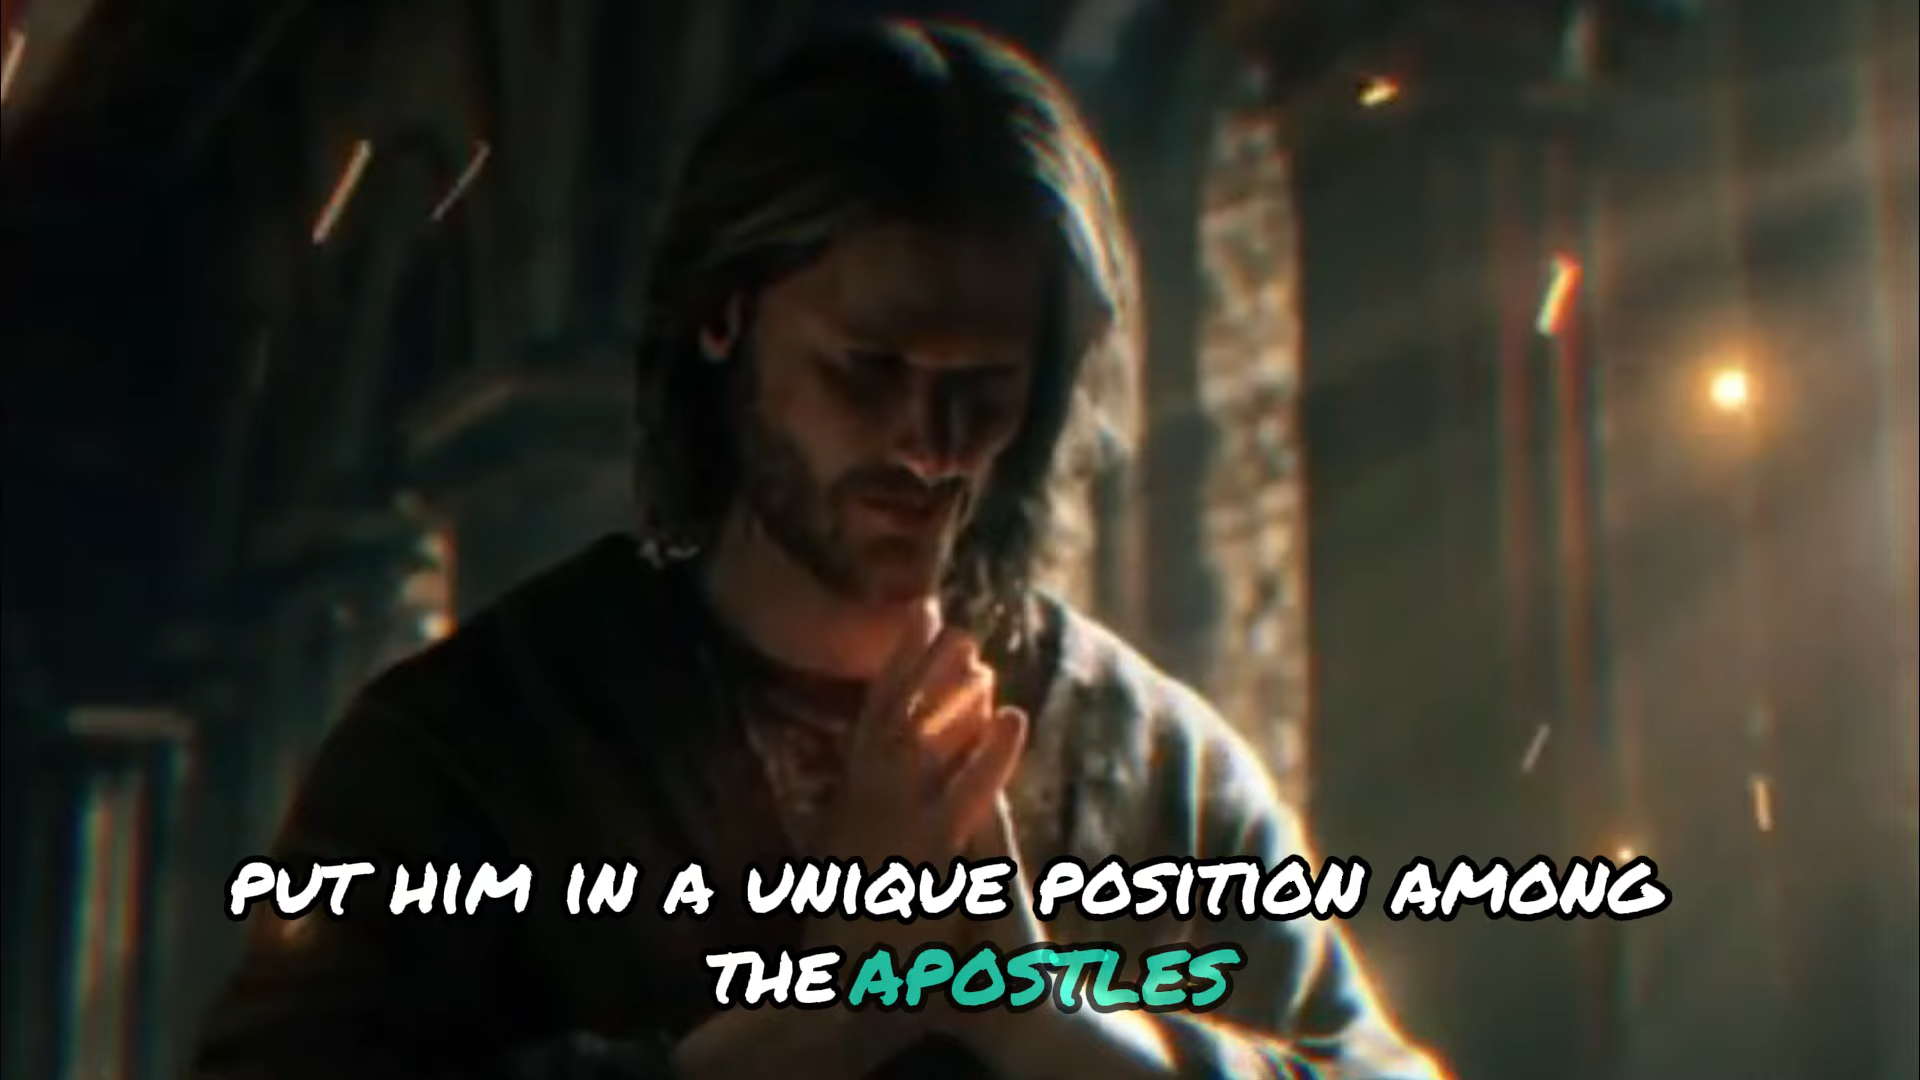 PUT HIM IN A UNIQUE POSITION AMONG
THE APOSTLES